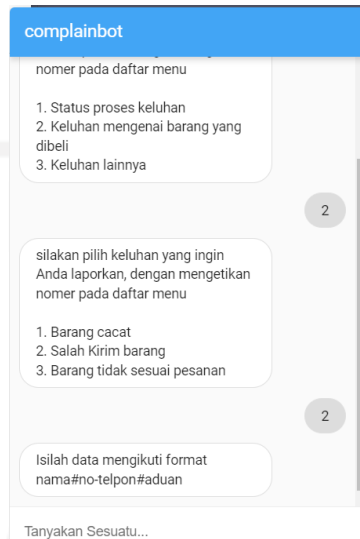 complainbot
nomer pada daftar menu
1. Status proses keluhan
2. Keluhan mengenai barang yang
dibeli
3. Keluhan lainnya
2
silakan pilih keluhan yang ingin
Anda laporkan, dengan mengetikan
nomer pada daftar menu
1. Barang cacat
2. Salah Kirim barang
3. Barang tidak sesuai pesanan
2
Isilah data mengikuti format
nama#no-telpon#aduan
Tanyakan Sesuatu...